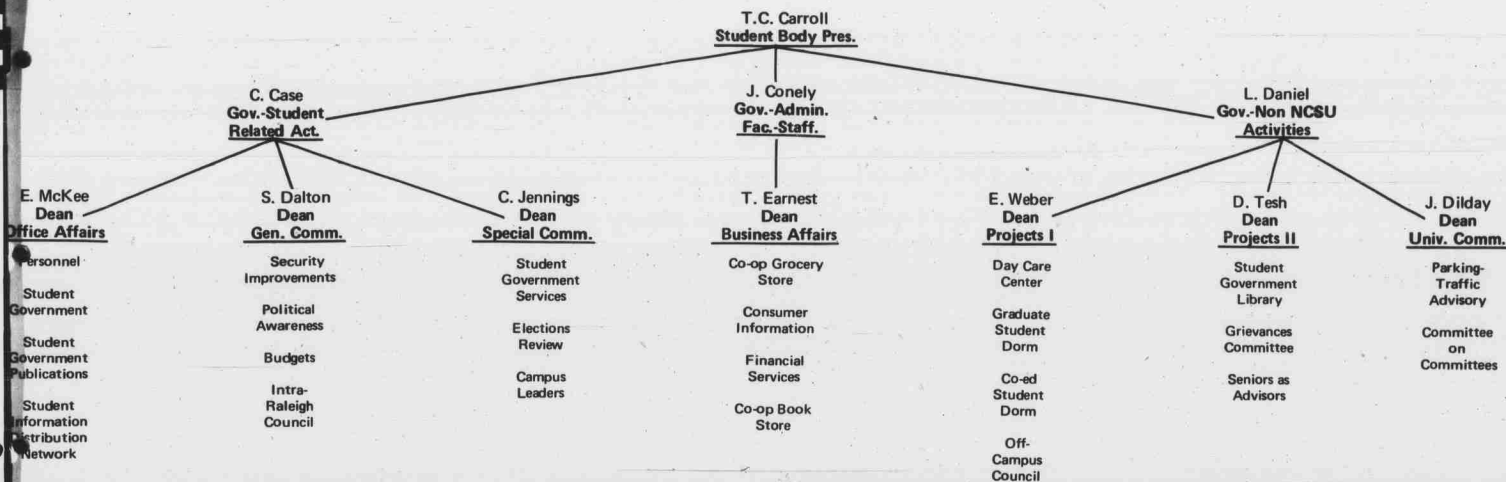 T.C. Carroll
Student Body Pres.
C. Case
Gov.-Student
Related Act.
J. Conely
Gov.-Admin.
Fac.-Staff.
L. Daniel
Gov.-Non NCSU
Activities
E. McKee
Dean
Office Affairs
Personnel
Student
Government
Student
Government
Publications
Student
Information
Distribution
Network
S. Dalton
Dean
Gen. Comm.
Security
Improvements
Political
Awareness
Budgets
Intra-
Raleigh
Council
C. Jennings
Dean
Special Comm.
Student
Government
Services
Elections
Review
Campus
Leaders
T. Earnest
Dean
Business Affairs
Co-op Grocery
Store
Consumer
Information
Financial
Services
Co-op Book
Store
E. Weber
Dean
Projects I
Day Care
Center
Graduate
Student
Dorm
Co-ed
Student
Dorm
Off-
Campus
Council
D. Tesh
Dean
Projects II
Student
Government
Library
Grievances
Committee
Seniors as
Advisors
J. Dilday
Dean
Univ. Comm.
Parking-
Traffic
Advisory
Committee
on
Committees